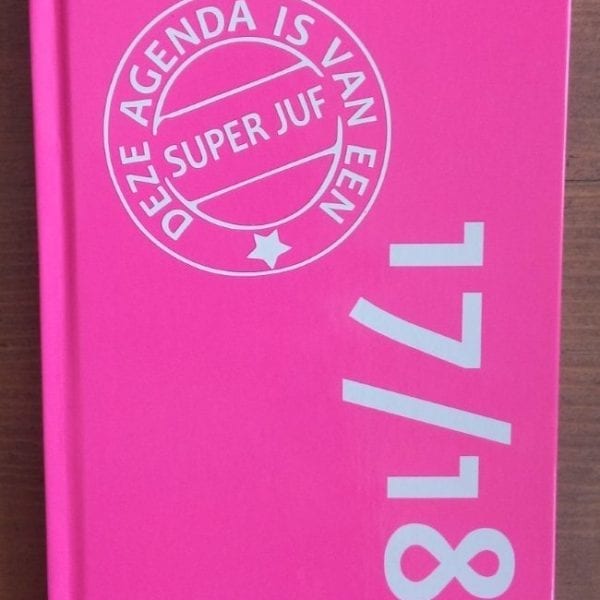 DEZE AGENDA IS VAN EEN
SUPER JUF
17/18